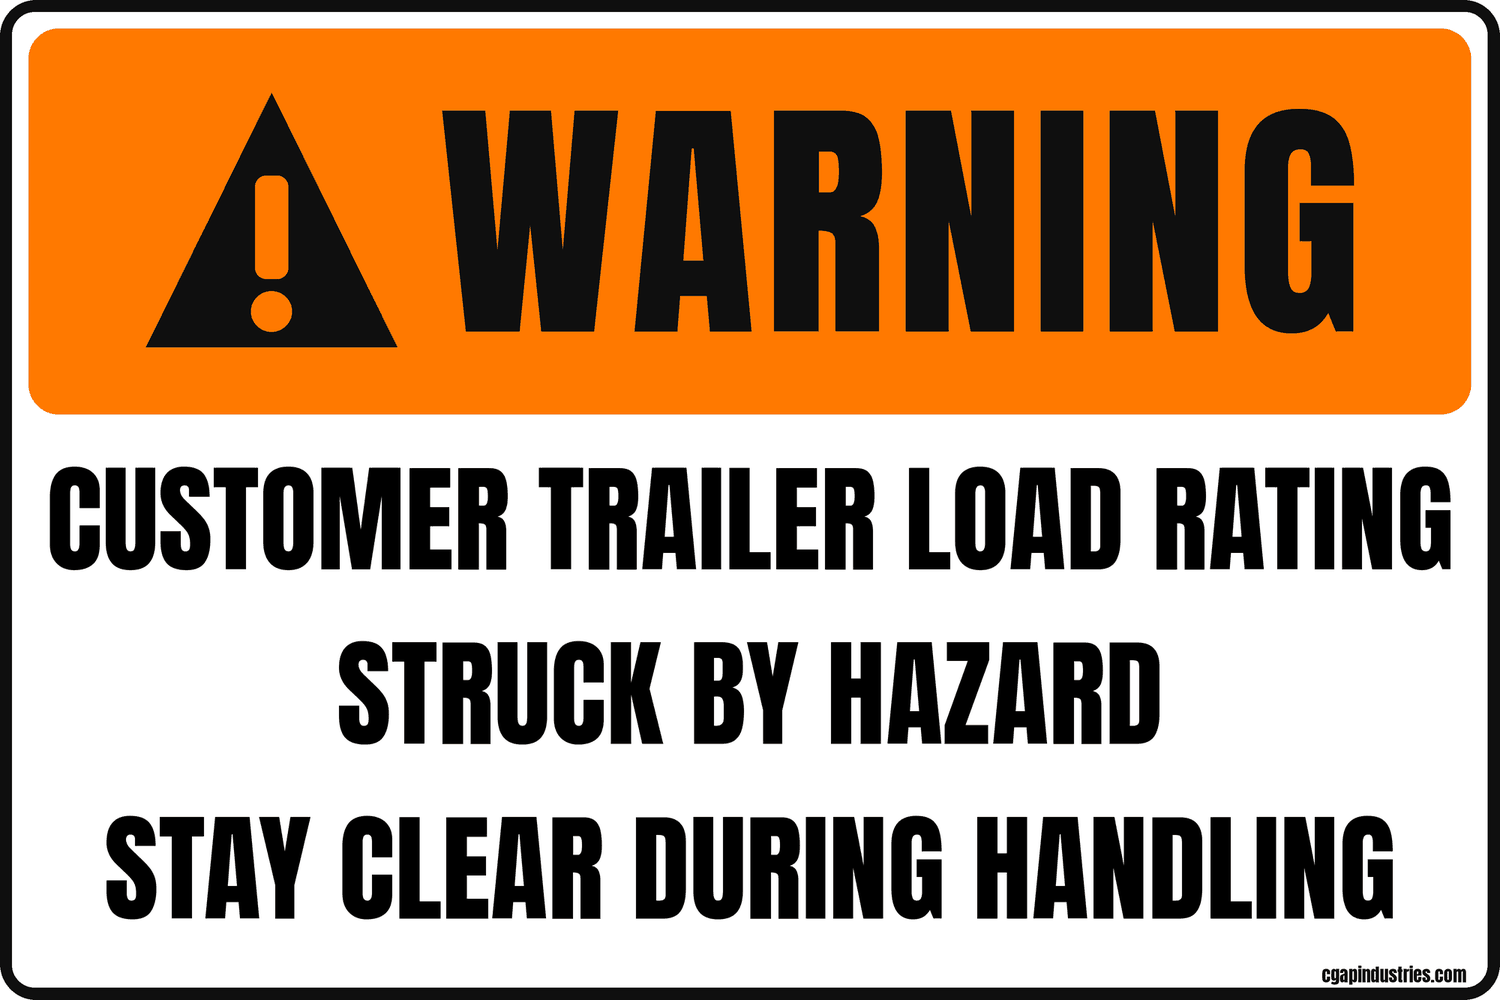 WARNING
CUSTOMER TRAILER LOAD RATING
STRUCK BY HAZARD
STAY CLEAR DURING HANDLING
cgapindustries.com